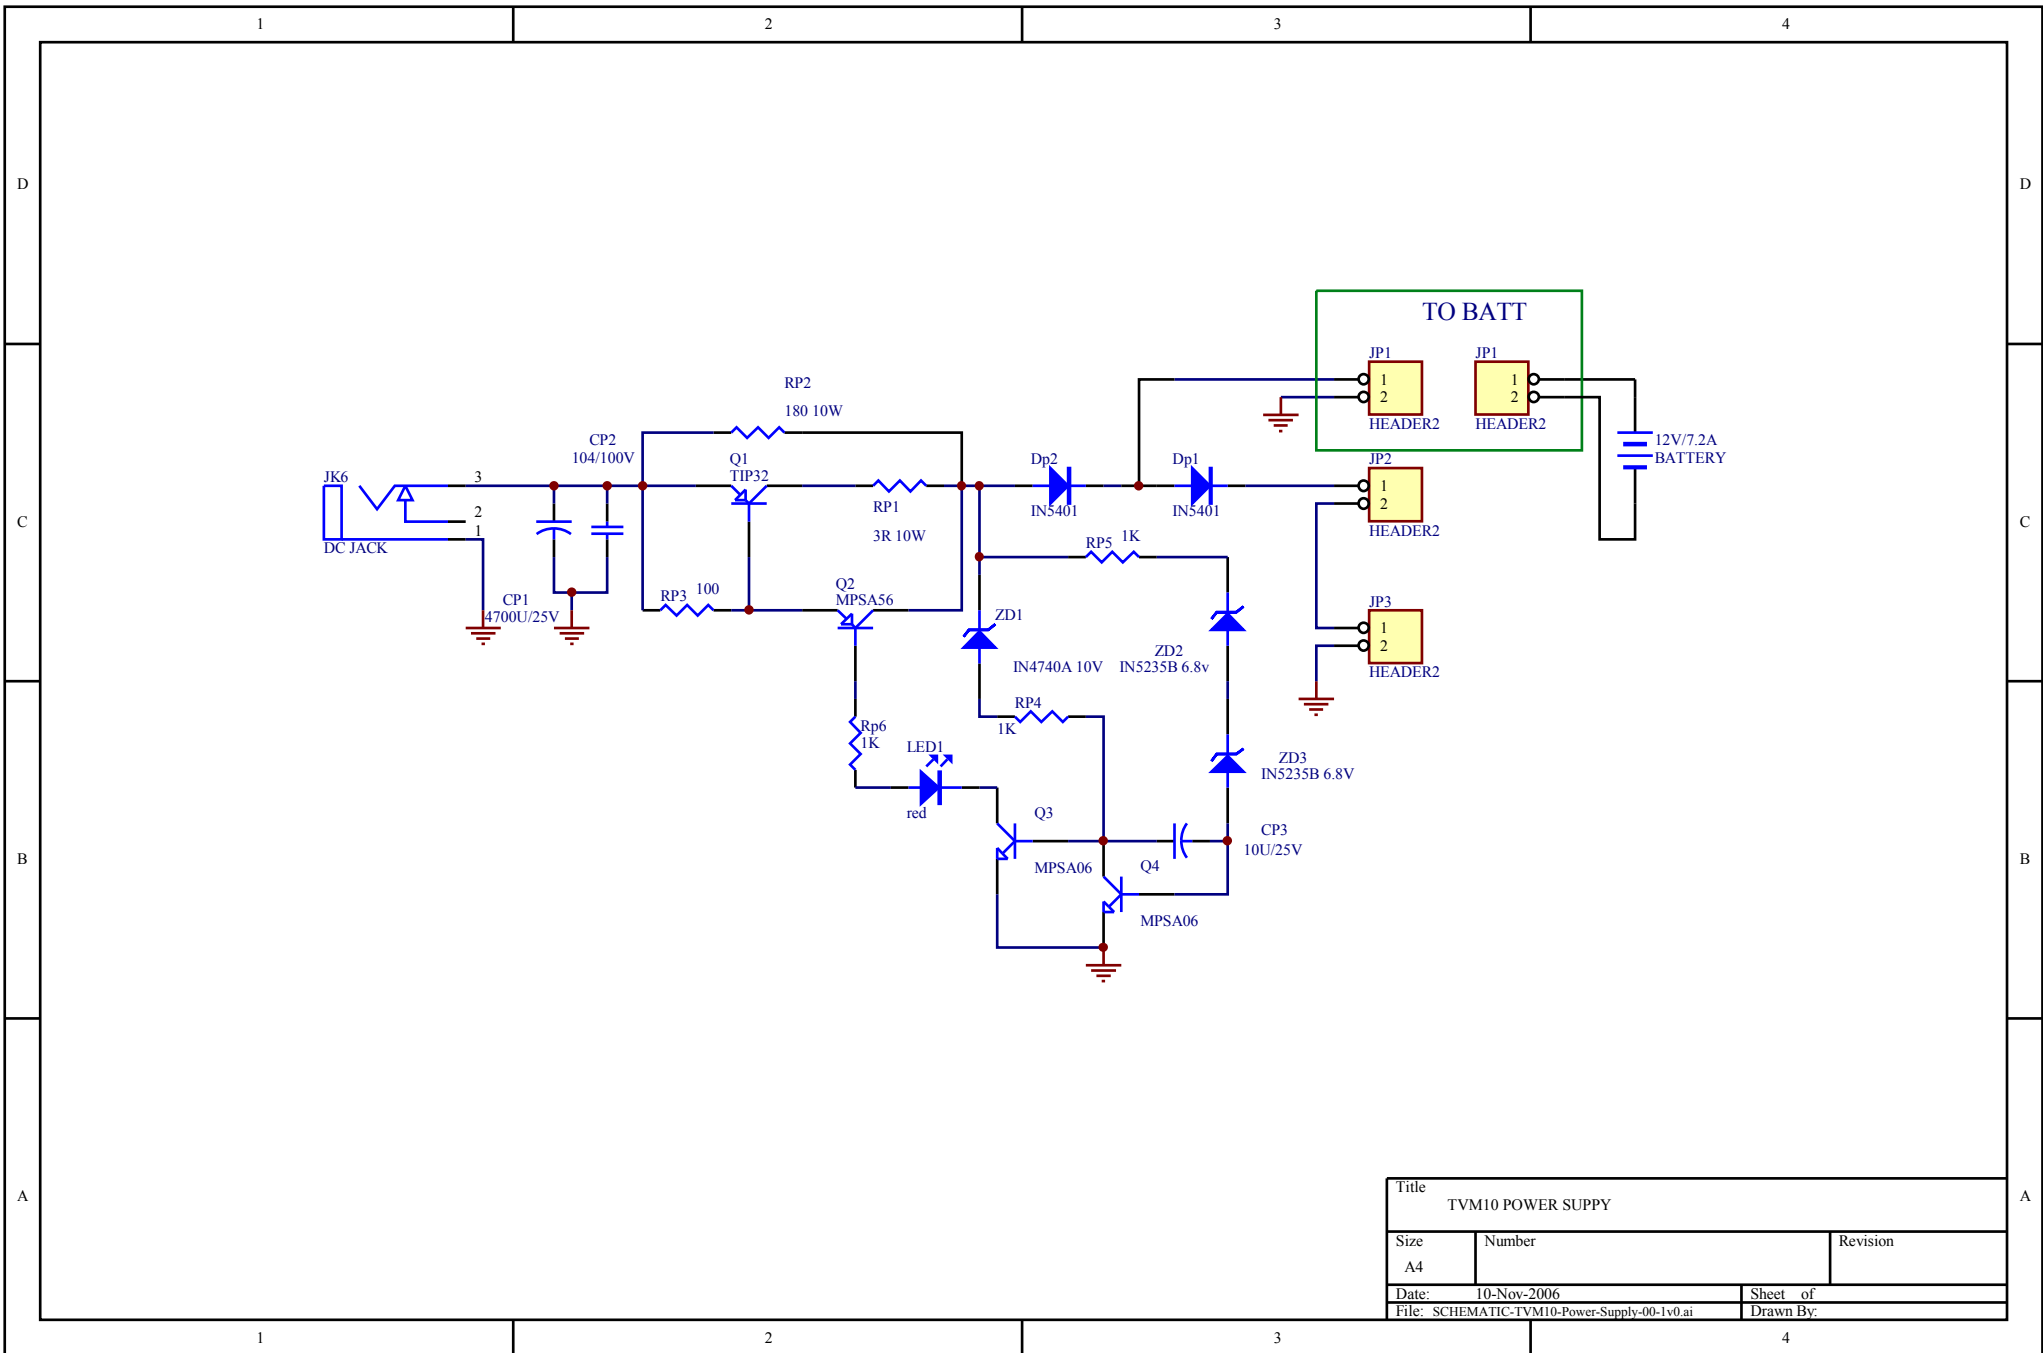 1 2 3 4
D D
TO BATT
JP1 JP1
1 1
2 2
HEADER2 HEADER2
RP2
180 10W
CP2
104/100V
Q1
TIP32
Dp2 Dp1
IN5401 IN5401
12V/7.2A
BATTERY
JP2
1
2
HEADER2
JK6
3
2
1
DC JACK
RP1
3R 10W
C C
RP5 1K
CP1
4700U/25V
RP3 100
Q2
MPSA56
ZD1
IN4740A 10V
ZD2
IN5235B 6.8v
JP3
1
2
HEADER2
RP4
1K
Rp6
1K
LED1
red
ZD3
IN5235B 6.8V
Q3
MPSA06
CP3
10U/25V
Q4
MPSA06
B B
A A
Title
TVM10 POWER SUPPY
Size Number Revision
A4
Date: 10-Nov-2006 Sheet of
File: SCHEMATIC-TVM10-Power-Supply-00-1v0.ai Drawn By:
1 2 3 4